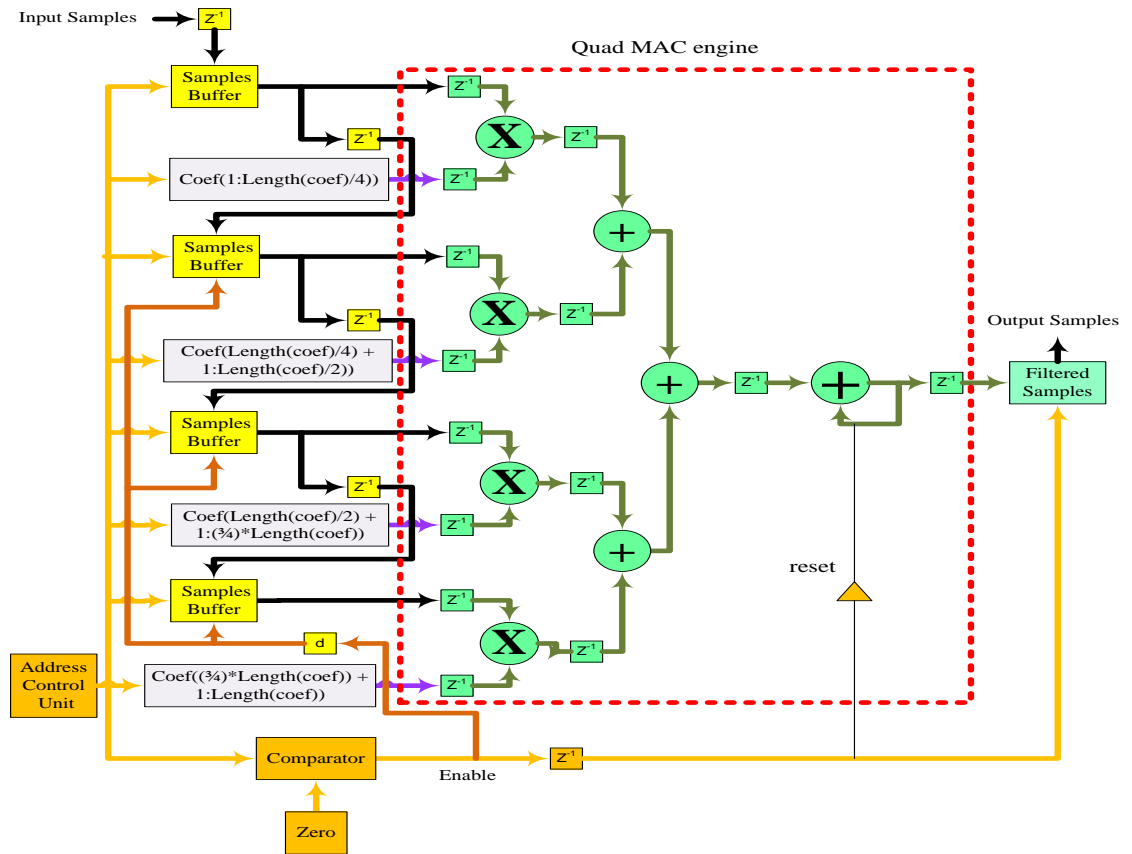 Input Samples
Z-1
Quad MAC engine
Samples
Buffer
Z-1
X
Z-1
Z-1
Coef(1:Length(coef)/4))
Z-1
Samples
Buffer
Z-1
+
X
Z-1
Z-1
Coef(Length(coef)/4) +
1:Length(coef)/2))
Z-1
Output Samples
+
Z-1
+
Z-1
Filtered
Samples
Samples
Buffer
Z-1
X
Z-1
Z-1
Coef(Length(coef)/2) +
1:(¾)*Length(coef))
Z-1
+
reset
Samples
Buffer
Z-1
X
Z-1
d
Address
Control
Unit
Coef((¾)*Length(coef)) +
1:Length(coef))
Z-1
Comparator
Enable
Z-1
Zero